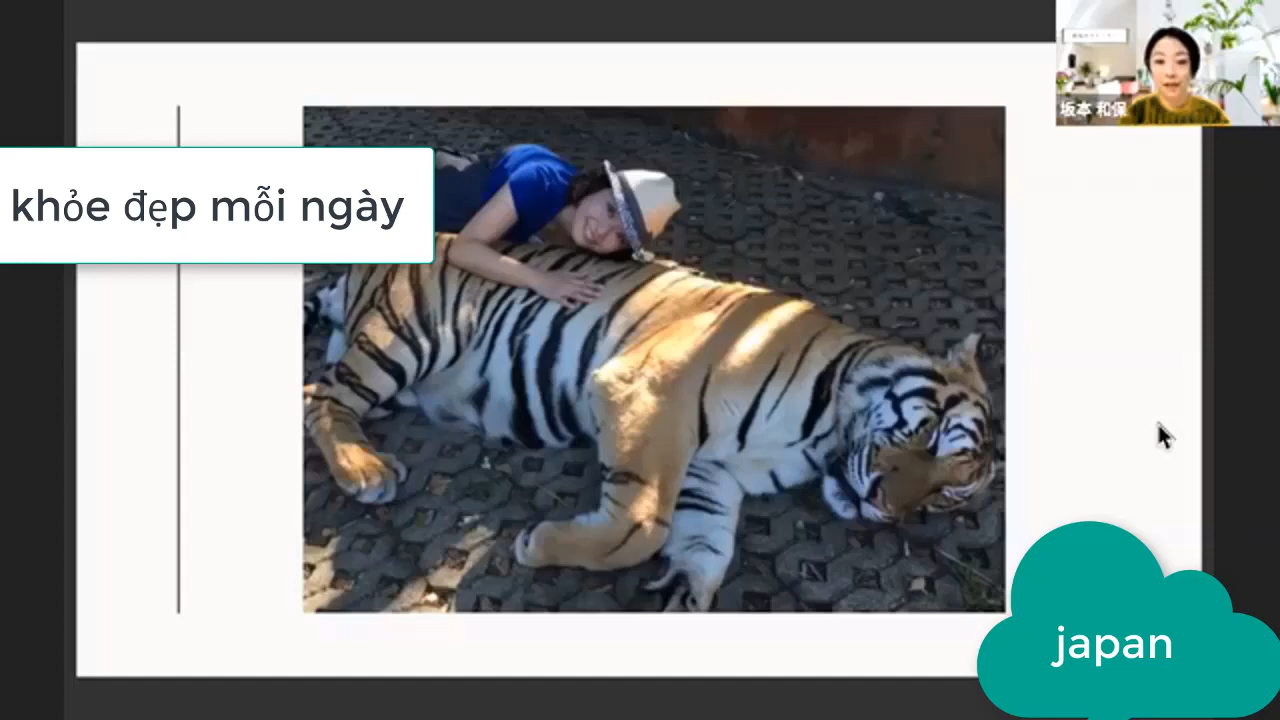 坂本 和保
khỏe đẹp mỗi ngày
japan